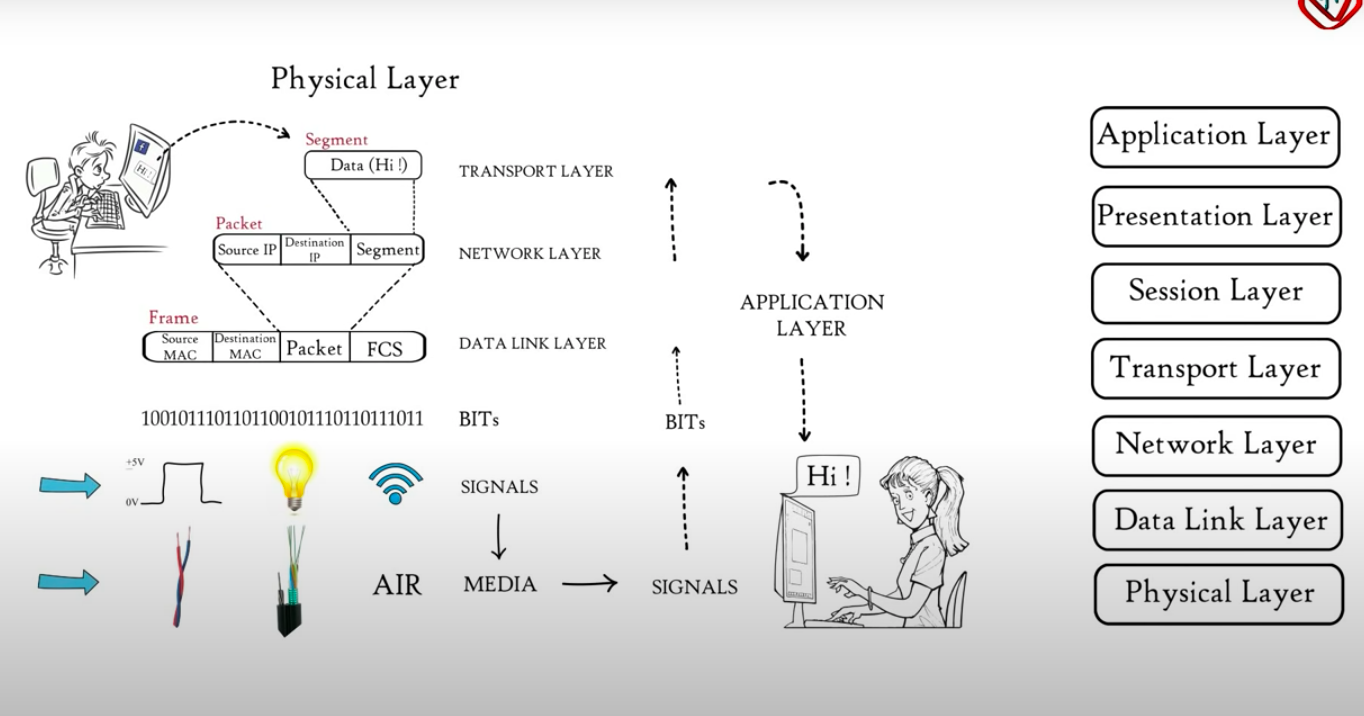 Physical Layer
Segment
Data (Hi !)
TRANSPORT LAYER
Packet
Source IP
Destination
IP
Segment
NETWORK LAYER
Frame
Source
MAC
Destination
MAC
Packet
FCS
DATA LINK LAYER
1001011101101100101110110111011
BITs
+5V
0V
SIGNALS
AIR
MEDIA
SIGNALS
BITs
APPLICATION
LAYER
Hi !
Hi !
Application Layer
Presentation Layer
Session Layer
Transport Layer
Network Layer
Data Link Layer
Physical Layer